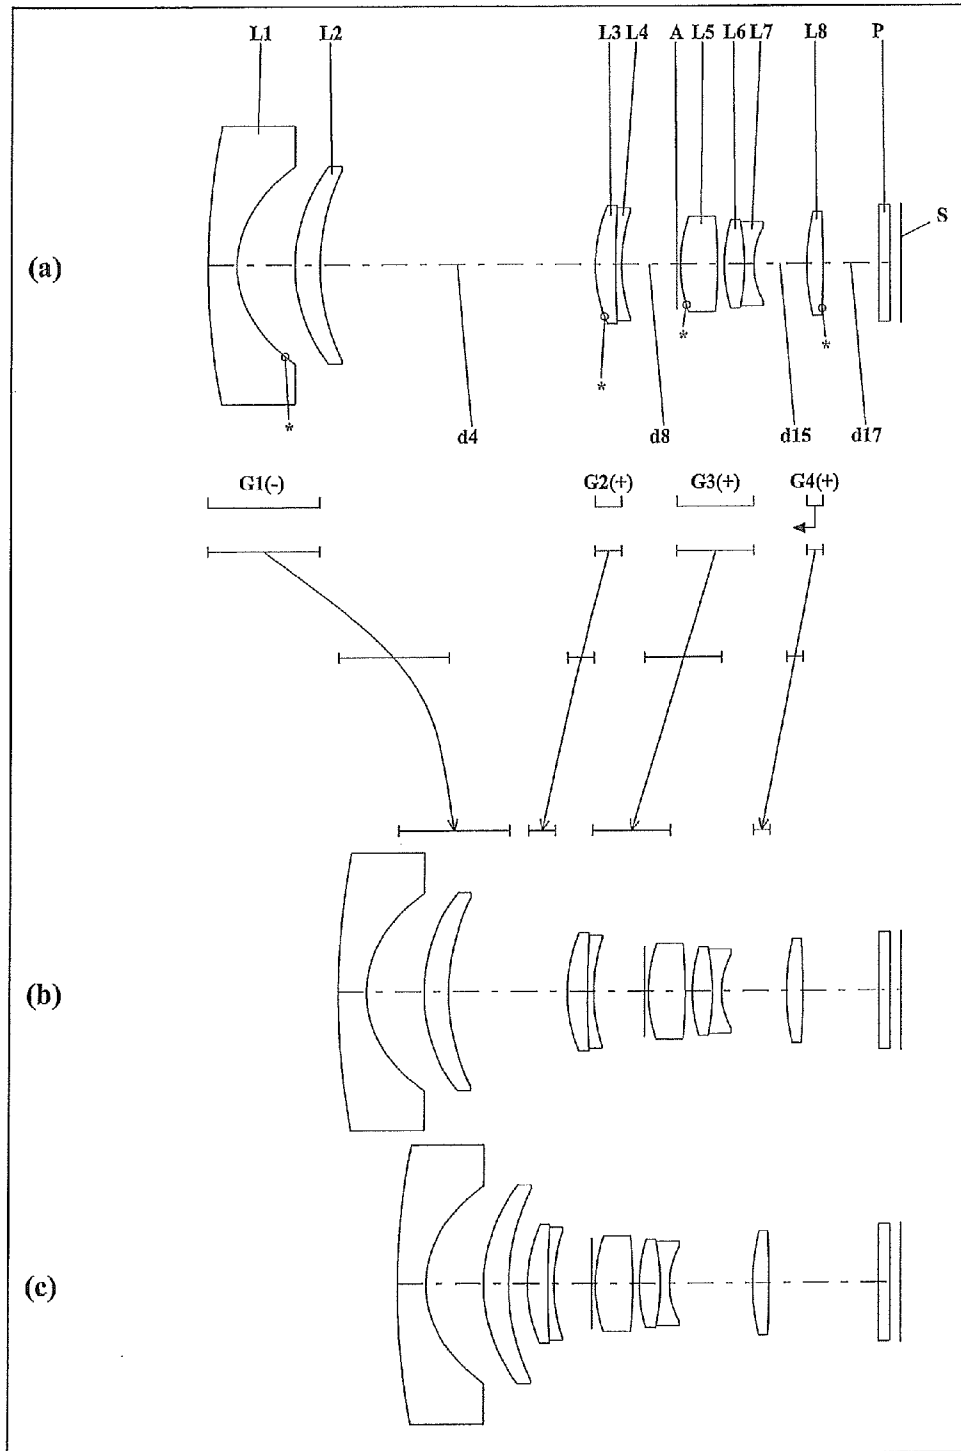 L1 L2 L3 L4 A L5 L6 L7 L8 P
S
(a)
* * * *
d4 d8 d15 d17
G1(-) G2(+) G3(+) G4(+)
(b)
(c)